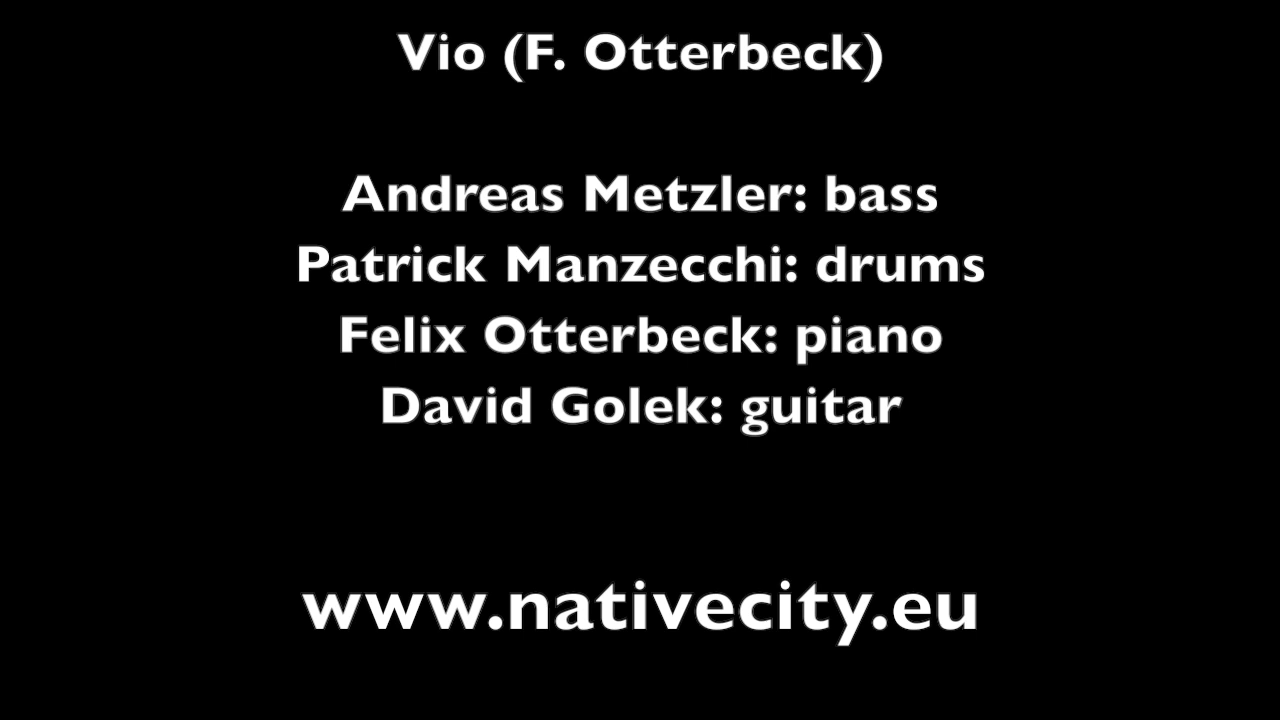 Vio (F. Otterbeck)
Andreas Metzler: bass
Patrick Manzecchi: drums
Felix Otterbeck: piano
David Golek: guitar
www.nativecity.eu